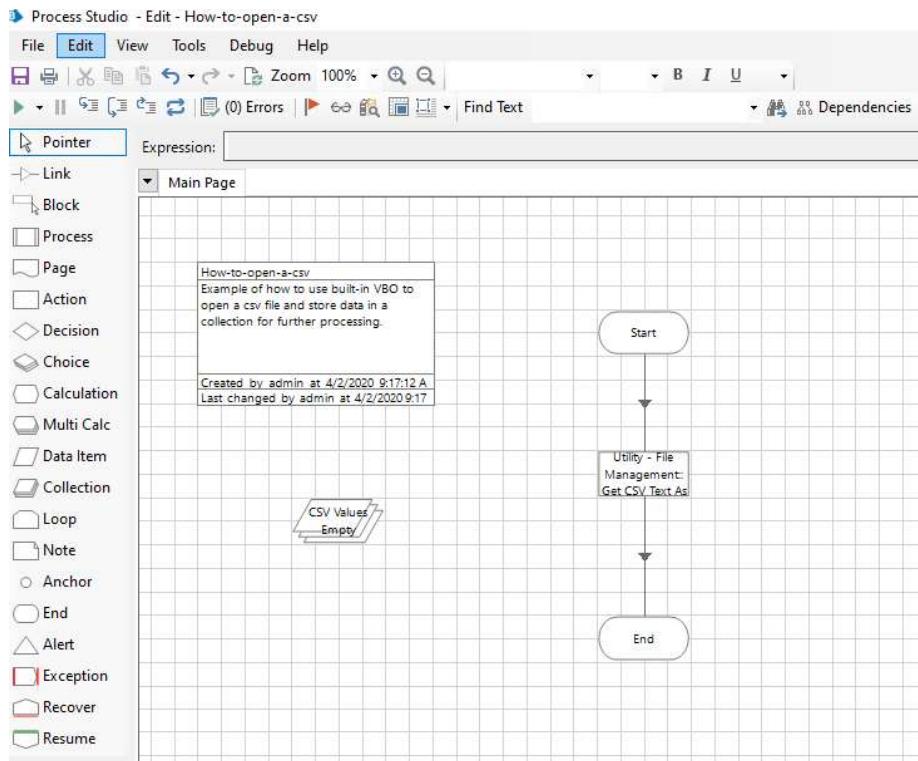 Process Studio - Edit - How-to-open-a-csv
File Edit View Tools Debug Help
Zoom 100% B I U
(0) Errors Find Text Dependencies
Pointer
Expression:
Link
Main Page
Block
Process
Page
Action
Decision
Choice
Calculation
Multi Calc
Data Item
Collection
Loop
Note
Anchor
End
Alert
Exception
Recover
Resume
How-to-open-a-csv
Example of how to use built-in VBO to
open a csv file and store data in a
collection for further processing.
Created by admin at 4/2/2020 9:17:12 A
Last changed by admin at 4/2/2020 9:17
CSV Values
Empty
Start
Utility - File
Management::
Get CSV Text As
End